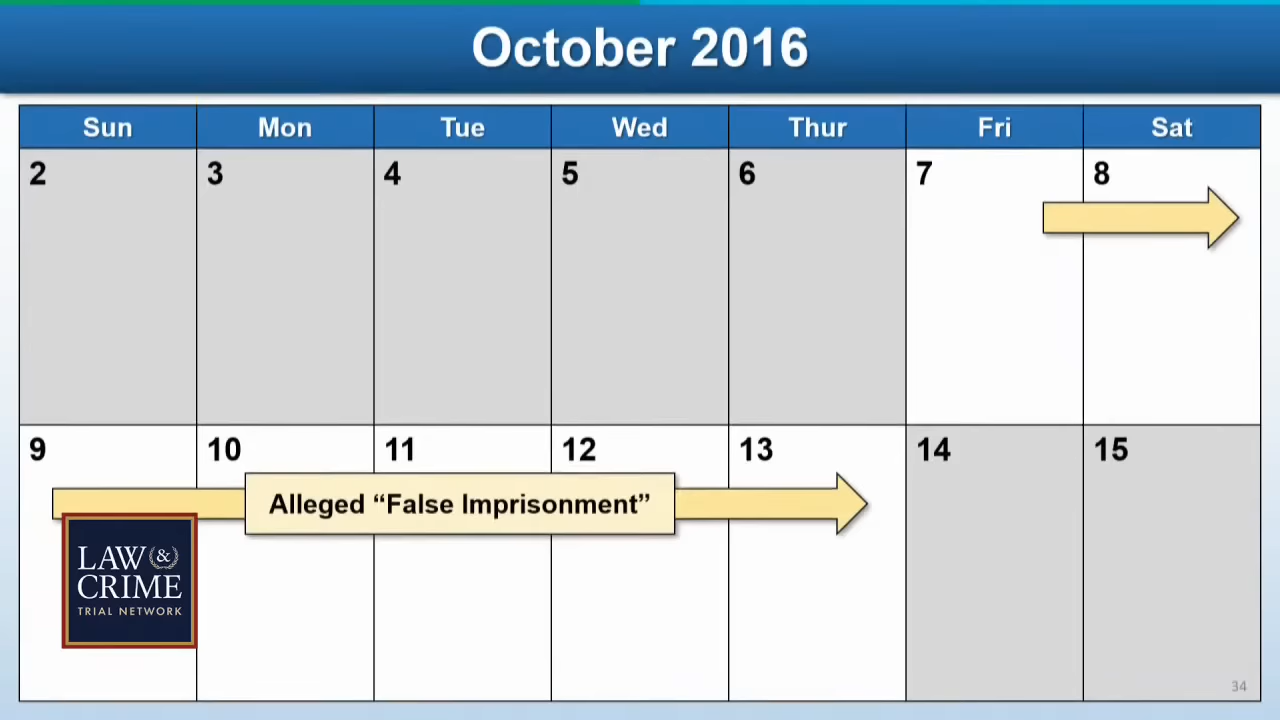 October 2016
Sun Mon Tue Wed Thur Fri Sat
2 3 4 5 6 7 8
9 10 11 12 13 14 15
Alleged “False Imprisonment”
LAW &
CRIME
TRIAL NETWORK
34